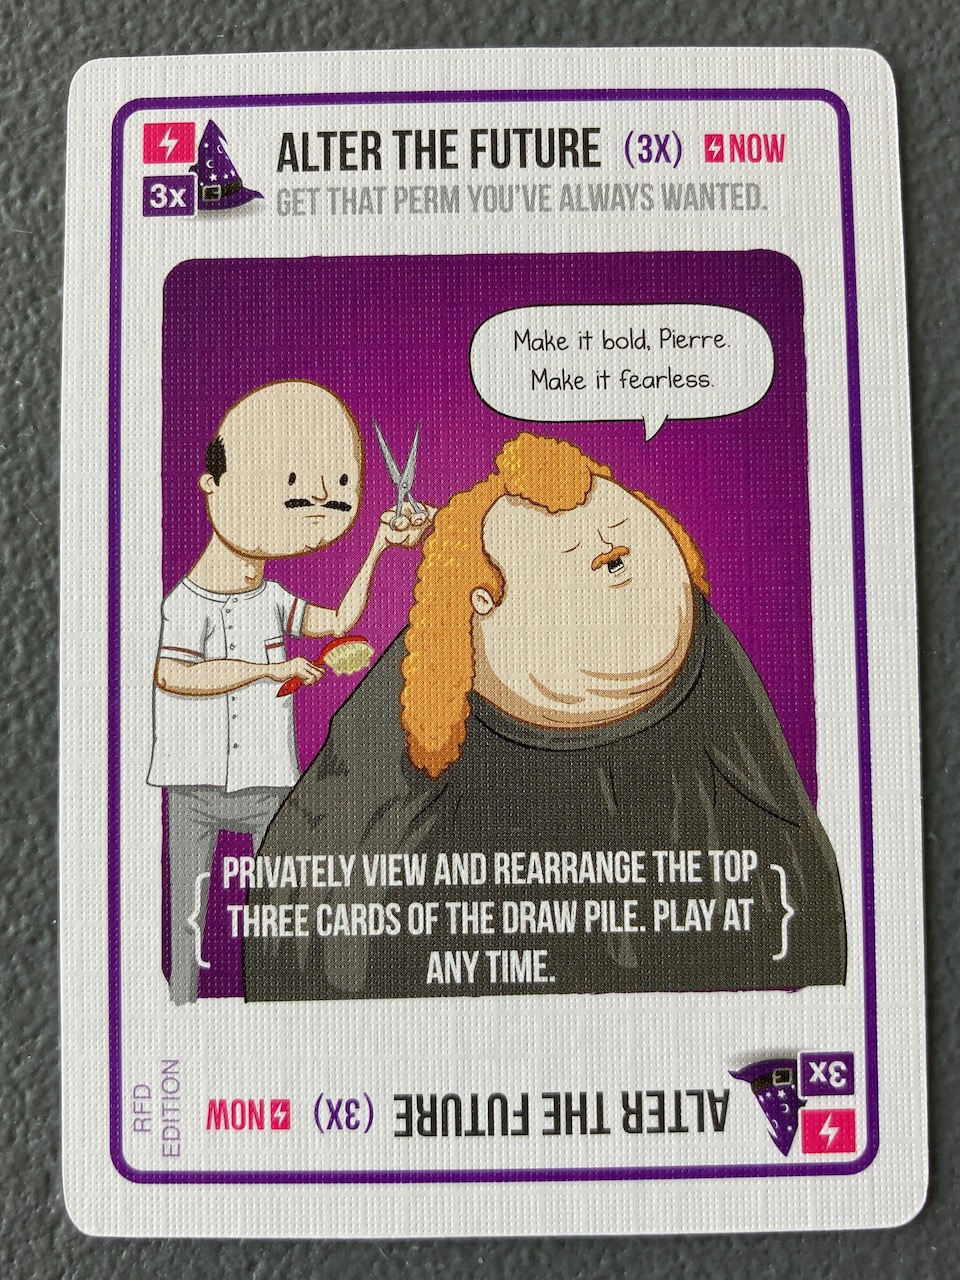 ALTER THE FUTURE (3X) NOW
3x
GET THAT PERM YOU'VE ALWAYS WANTED.
Make it bold, Pierre.
Make it fearless.
PRIVATELY VIEW AND REARRANGE THE TOP
THREE CARDS OF THE DRAW PILE. PLAY AT
ANY TIME.
RFD
EDITION
3x
ALTER THE FUTURE (3X) NOW